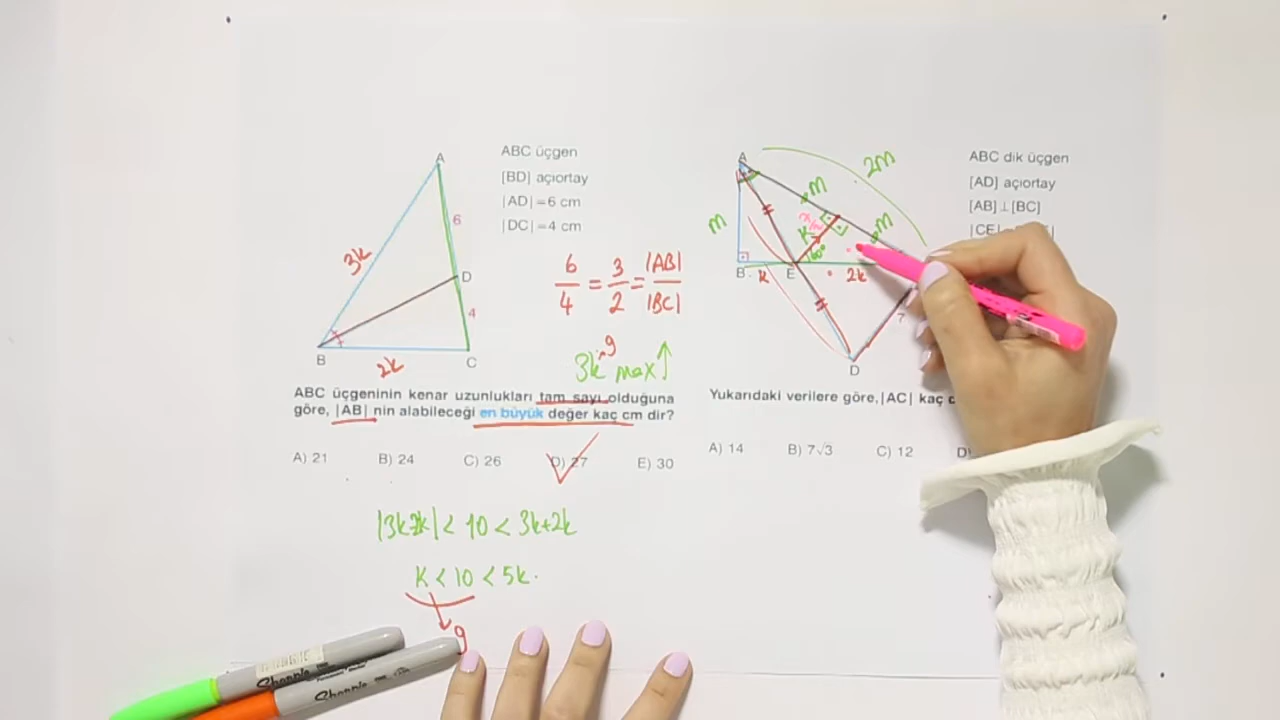 A
ABC üçgen
[BD] açıortay
|AD| =6 cm
|DC| =4 cm
6
3k
D
4
B
2k
C
6/4 = 3/2 = |AB|/|BC|
9
3k max ↑
ABC üçgeninin kenar uzunlukları tam sayı olduğuna
göre, |AB| nin alabileceği en büyük değer kaç cm dir?
A) 21
B) 24
C) 26
D) 27
E) 30
|3k-2k| < 10 < 3k+2k
k < 10 < 5k
9
Sharpie
Sharpie
A
2m
m
m
m
k
60°
B
k
E
2k
7
D
ABC dik üçgen
[AD] açıortay
[AB]⊥[BC]
|CE|
Yukarıdaki verilere göre, |AC| kaç
A) 14
B) 7√3
C) 12